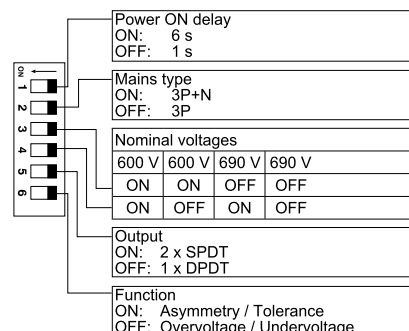 Power ON delay
ON: 6 s
OFF: 1 s
ON
1
2
3
4
5
6
Mains type
ON: 3P+N
OFF: 3P
Nominal voltages
600 V 600 V 690 V 690 V
ON ON OFF OFF
ON OFF ON OFF
Output
ON: 2 x SPDT
OFF: 1 x DPDT
Function
ON: Asymmetry / Tolerance
OFF: Overvoltage / Undervoltage